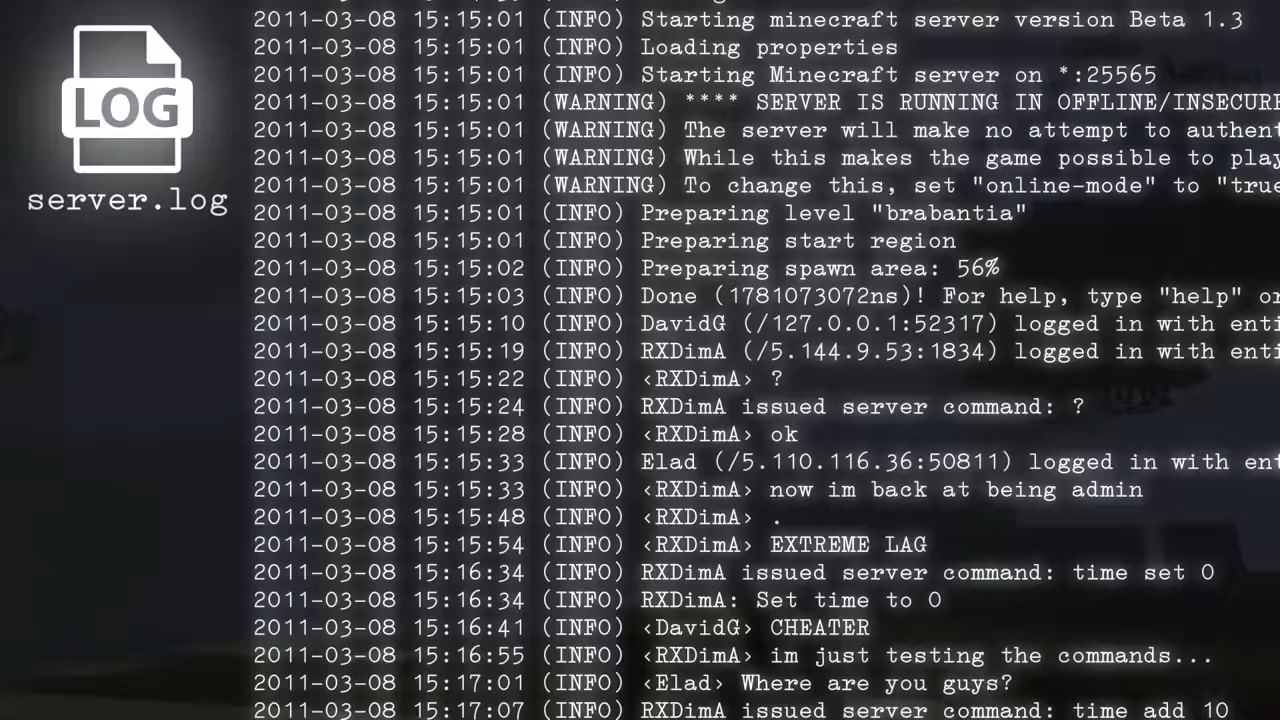 LOG
server.log
2011-03-08 15:15:01 (INFO) Starting minecraft server version Beta 1.3
2011-03-08 15:15:01 (INFO) Loading properties
2011-03-08 15:15:01 (INFO) Starting Minecraft server on *:25565
2011-03-08 15:15:01 (WARNING) **** SERVER IS RUNNING IN OFFLINE/INSECURE
2011-03-08 15:15:01 (WARNING) The server will make no attempt to authent
2011-03-08 15:15:01 (WARNING) While this makes the game possible to play
2011-03-08 15:15:01 (WARNING) To change this, set "online-mode" to "true
2011-03-08 15:15:01 (INFO) Preparing level "brabantia"
2011-03-08 15:15:01 (INFO) Preparing start region
2011-03-08 15:15:02 (INFO) Preparing spawn area: 56%
2011-03-08 15:15:03 (INFO) Done (1781073072ns)! For help, type "help" or
2011-03-08 15:15:10 (INFO) DavidG (/127.0.0.1:52317) logged in with enti
2011-03-08 15:15:19 (INFO) RXDimA (/5.144.9.53:1834) logged in with enti
2011-03-08 15:15:22 (INFO) <RXDimA> ?
2011-03-08 15:15:24 (INFO) RXDimA issued server command: ?
2011-03-08 15:15:28 (INFO) <RXDimA> ok
2011-03-08 15:15:33 (INFO) Elad (/5.110.116.36:50811) logged in with ent
2011-03-08 15:15:33 (INFO) <RXDimA> now im back at being admin
2011-03-08 15:15:48 (INFO) <RXDimA> .
2011-03-08 15:15:54 (INFO) <RXDimA> EXTREME LAG
2011-03-08 15:16:34 (INFO) RXDimA issued server command: time set 0
2011-03-08 15:16:34 (INFO) RXDimA: Set time to 0
2011-03-08 15:16:41 (INFO) <DavidG> CHEATER
2011-03-08 15:16:55 (INFO) <RXDimA> im just testing the commands...
2011-03-08 15:17:01 (INFO) <Elad> Where are you guys?
2011-03-08 15:17:07 (INFO) RXDimA issued server command: time add 10